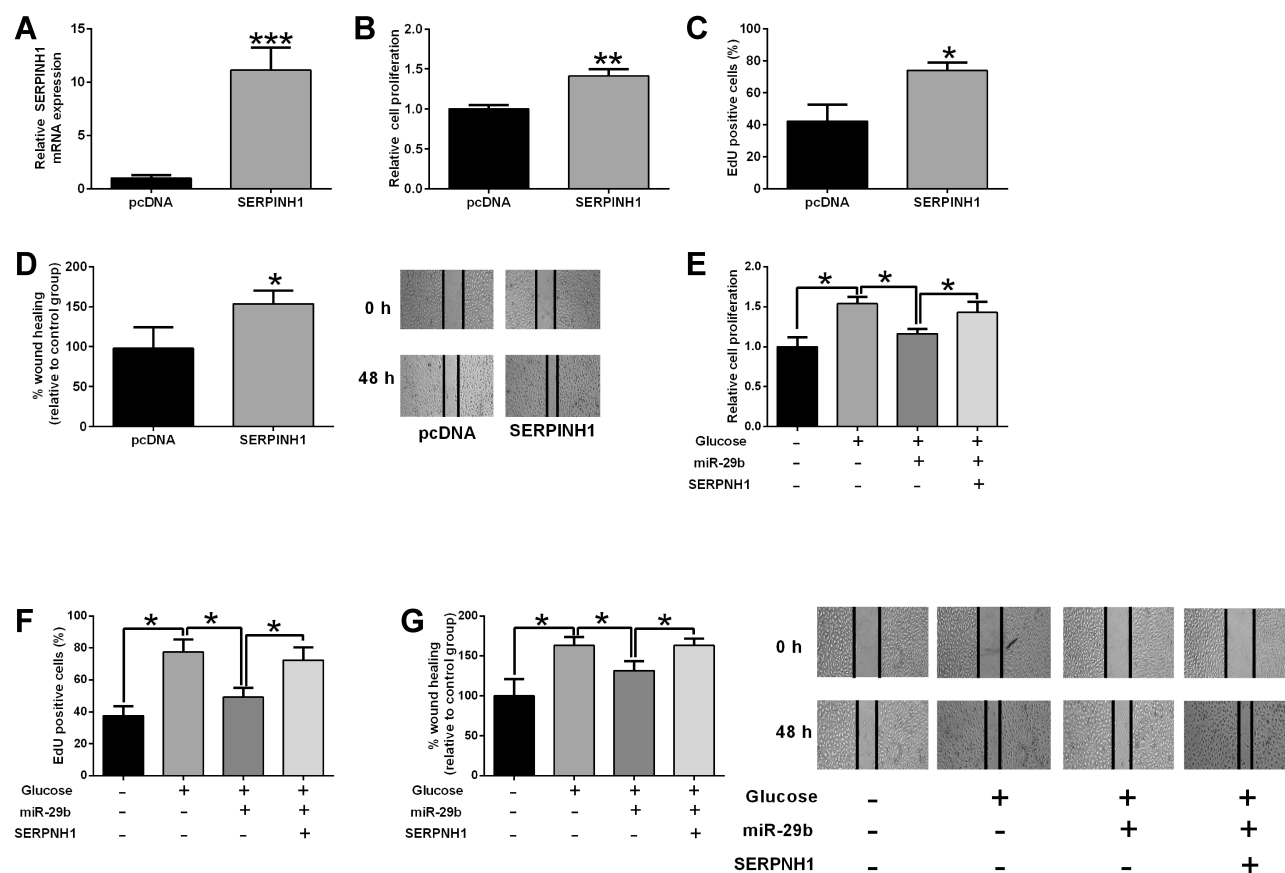 A
Relative SERPINH1
mRNA expression
15
10
5
0
***
pcDNA
SERPINH1
B
Relative cell proliferation
2.0
1.5
1.0
0.5
0.0
**
pcDNA
SERPINH1
C
EdU positive cells (%)
100
80
60
40
20
0
*
pcDNA
SERPINH1
D
% wound healing
(relative to control group)
200
150
100
50
0
*
pcDNA
SERPINH1
0 h
48 h
pcDNA
SERPINH1
E
Relative cell proliferation
2.0
1.5
1.0
0.5
0.0
* * *
Glucose - + + +
miR-29b - - + +
SERPNH1 - - - +
F
EdU positive cells (%)
100
80
60
40
20
0
* * *
Glucose - + + +
miR-29b - - + +
SERPNH1 - - - +
G
% wound healing
(relative to control group)
200
150
100
50
0
* * *
Glucose - + + +
miR-29b - - + +
SERPNH1 - - - +
0 h
48 h
Glucose - + + +
miR-29b - - + +
SERPNH1 - - - +